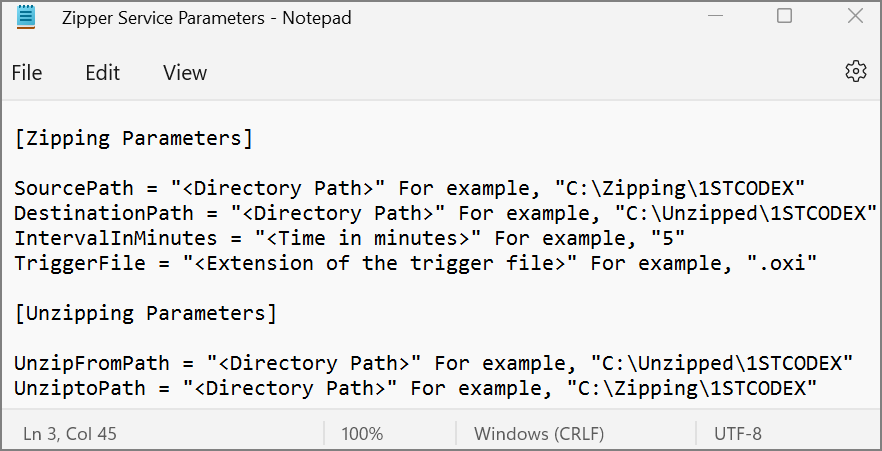 Zipper Service Parameters - Notepad
File Edit View
[Zipping Parameters]
SourcePath = "<Directory Path>" For example, "C:\Zipping\1STCODEX"
DestinationPath = "<Directory Path>" For example, "C:\Unzipped\1STCODEX"
IntervalInMinutes = "<Time in minutes>" For example, "5"
TriggerFile = "<Extension of the trigger file>" For example, ".oxi"
[Unzipping Parameters]
UnzipFromPath = "<Directory Path>" For example, "C:\Unzipped\1STCODEX"
UnziptoPath = "<Directory Path>" For example, "C:\Zipping\1STCODEX"
Ln 3, Col 45 100% Windows (CRLF) UTF-8